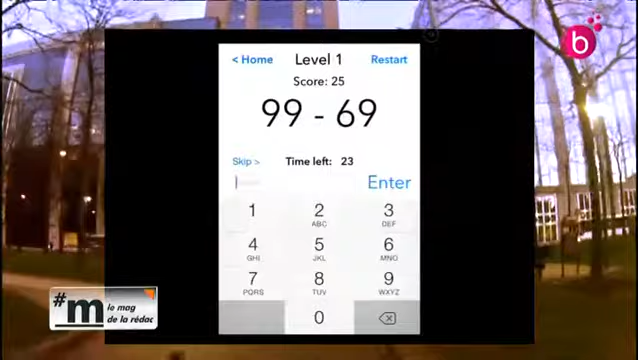 b
< Home Level 1 Restart
Score: 25
99 - 69
Skip > Time left: 23
Enter
1 2 3
ABC DEF
4 5 6
GHI JKL MNO
7 8 9
PQRS TUV WXYZ
0
#m le mag
de la rédac